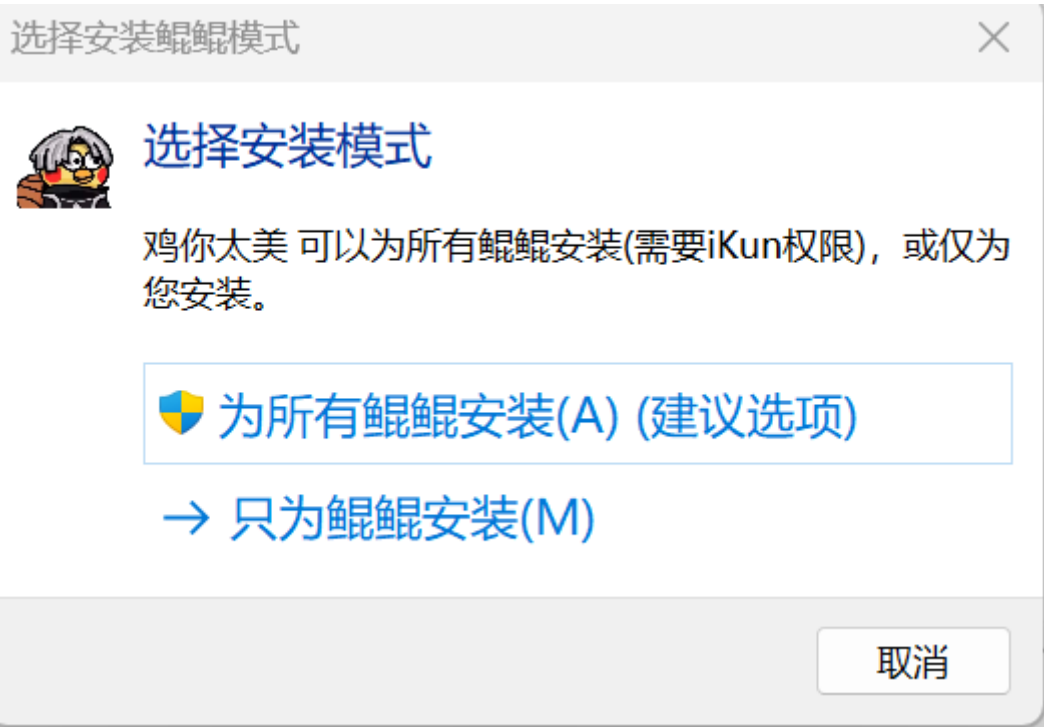 选择安装鲲鲲模式
选择安装模式
鸡你太美 可以为所有鲲鲲安装(需要iKun权限)，或仅为
您安装。
为所有鲲鲲安装(A) (建议选项)
→ 只为鲲鲲安装(M)
取消